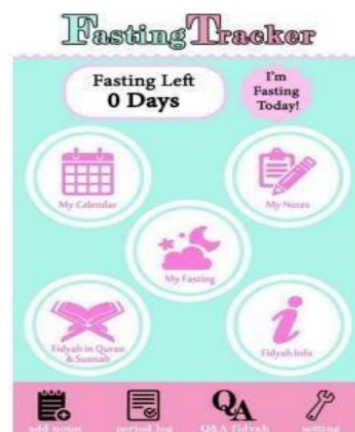 Fasting Tracker
Fasting Left
0 Days
I'm
Fasting
Today!
My Calendar
My Notes
My Fasting
Fidyah in Quran
& Sunnah
Fidyah Info
QA
add notes
period log
Q&A Fidyah
setting